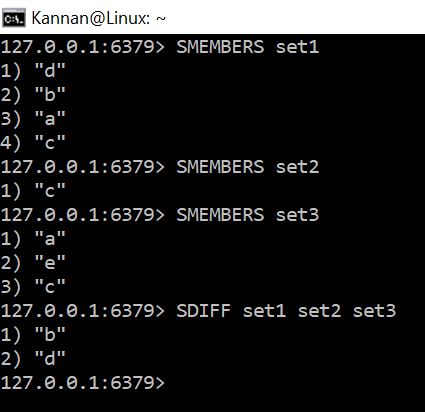 C:\. Kannan@Linux: ~
127.0.0.1:6379> SMEMBERS set1
1) "d"
2) "b"
3) "a"
4) "c"
127.0.0.1:6379> SMEMBERS set2
1) "c"
127.0.0.1:6379> SMEMBERS set3
1) "a"
2) "e"
3) "c"
127.0.0.1:6379> SDIFF set1 set2 set3
1) "b"
2) "d"
127.0.0.1:6379>